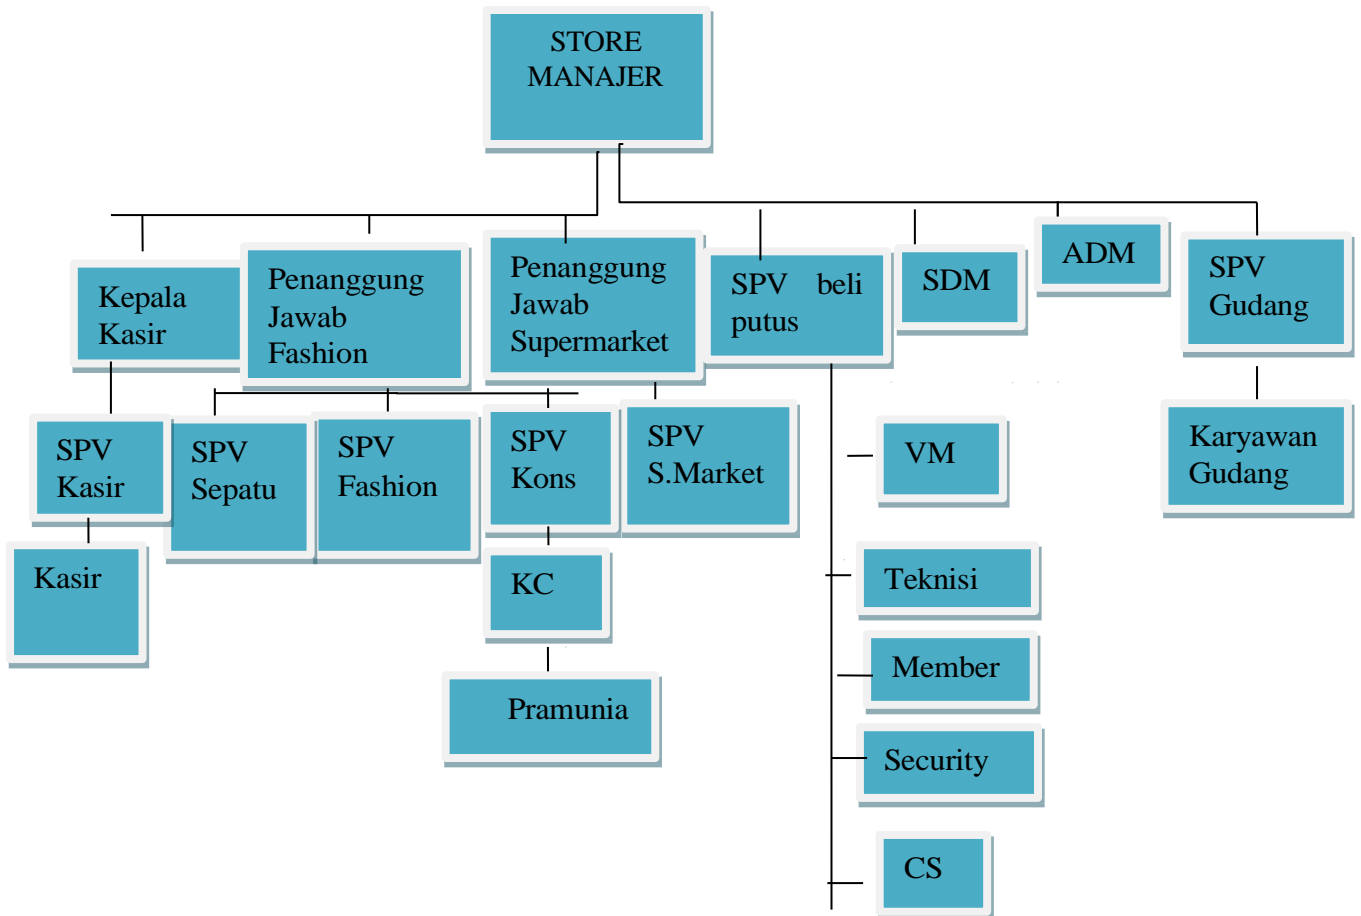 STORE
MANAJER
Kepala
Kasir
Penanggung
Jawab
Fashion
Penanggung
Jawab
Supermarket
SPV beli
putus
SDM
ADM
SPV
Gudang
SPV
Kasir
SPV
Sepatu
SPV
Fashion
SPV
Kons
SPV
S.Market
VM
Karyawan
Gudang
Kasir
KC
Teknisi
Member
Pramunia
Security
CS